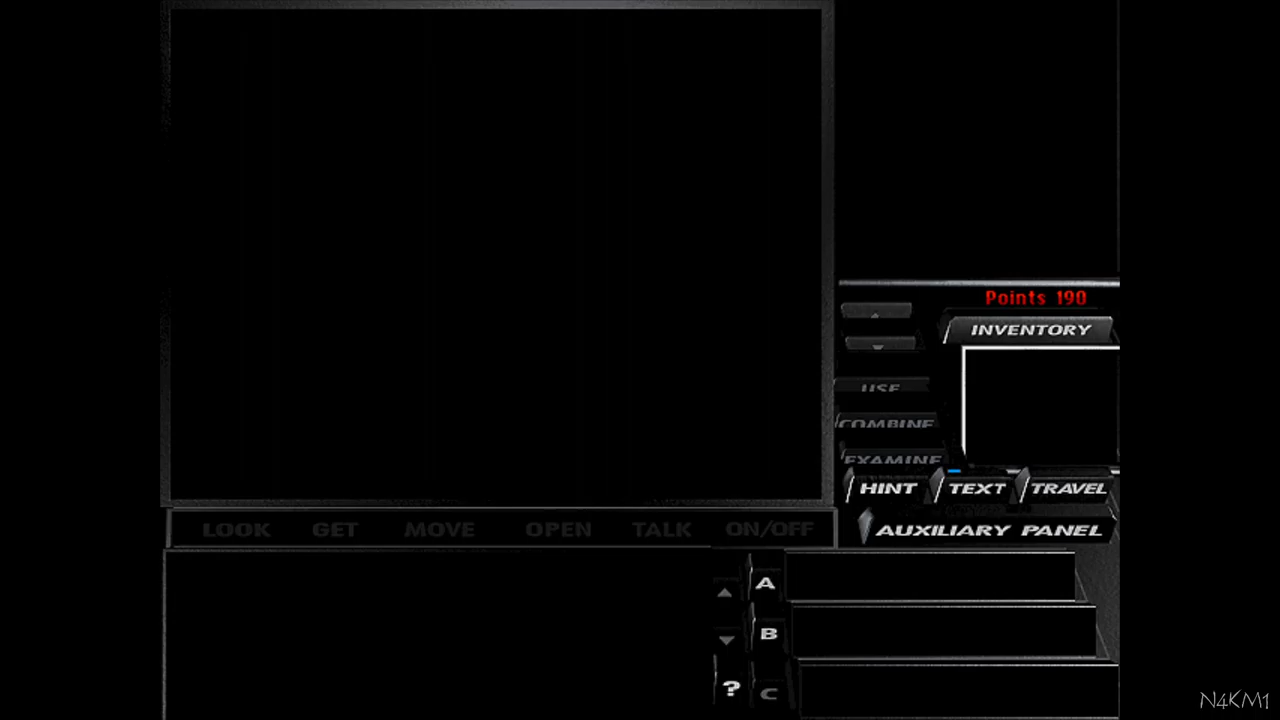 Points 190
INVENTORY
USE
COMBINE
EXAMINE
HINT TEXT TRAVEL
LOOK GET MOVE OPEN TALK ON/OFF
AUXILIARY PANEL
A
B
? C
N4KM1